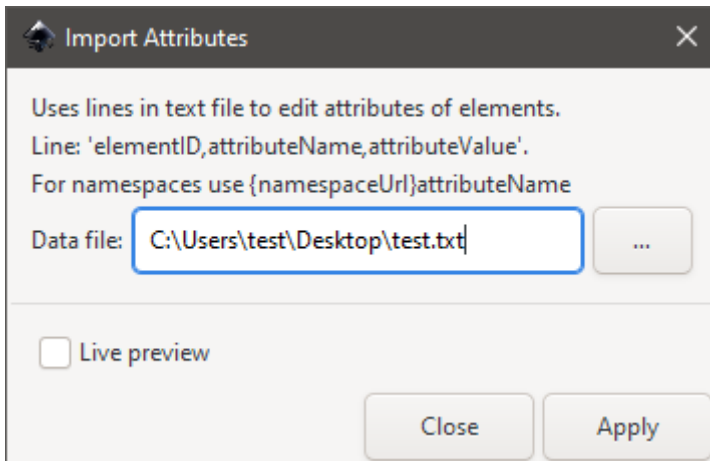 Import Attributes
Uses lines in text file to edit attributes of elements.
Line: 'elementID,attributeName,attributeValue'.
For namespaces use {namespaceUrl}attributeName
Data file: C:\Users\test\Desktop\test.txt ...
Live preview
Close Apply